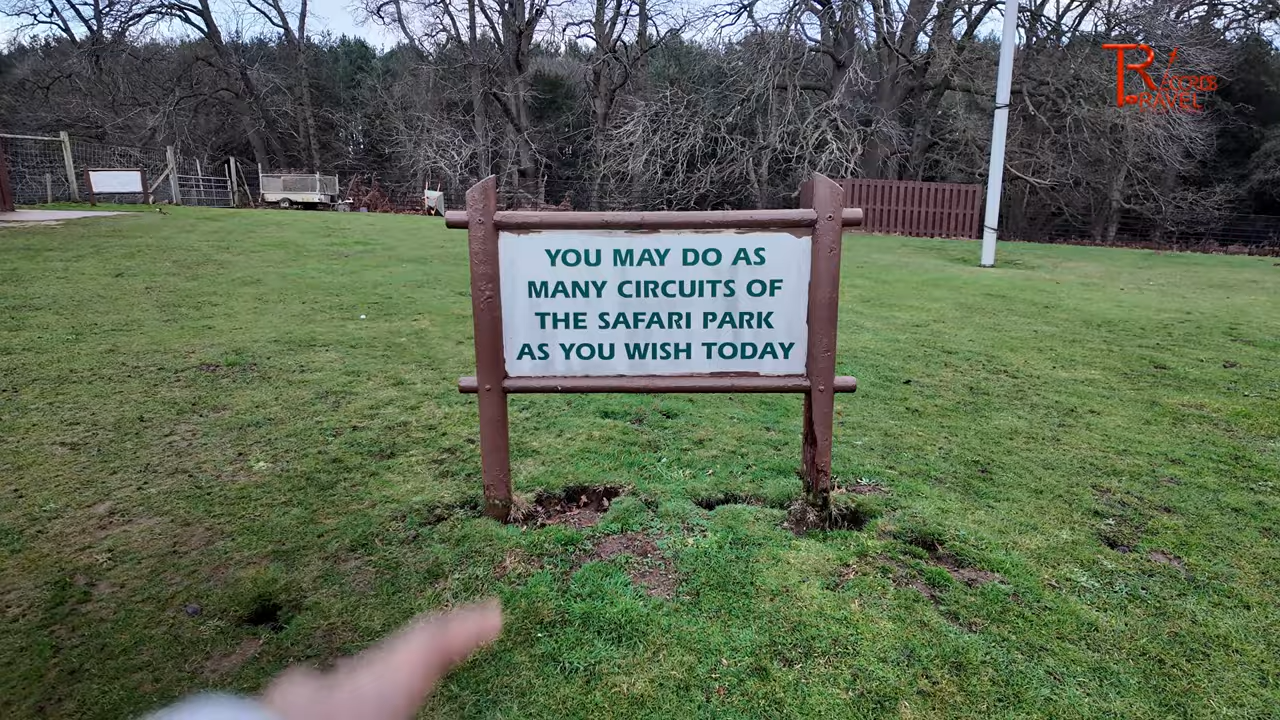 YOU MAY DO AS
MANY CIRCUITS OF
THE SAFARI PARK
AS YOU WISH TODAY